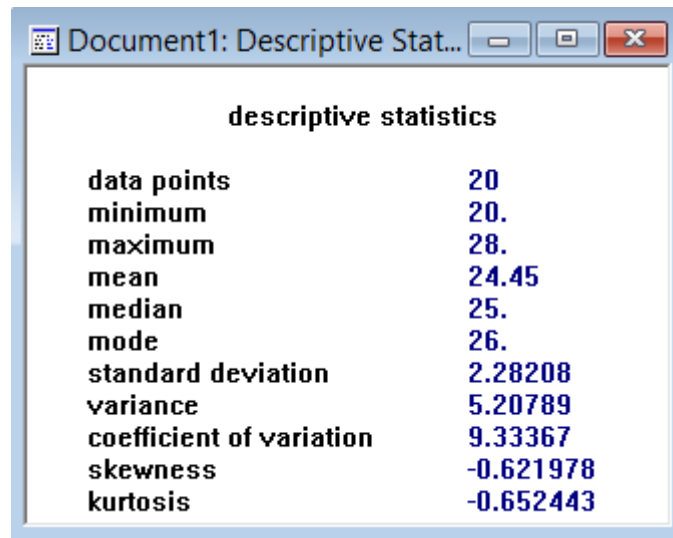 Document1: Descriptive Stat...
descriptive statistics
data points 20
minimum 20.
maximum 28.
mean 24.45
median 25.
mode 26.
standard deviation 2.28208
variance 5.20789
coefficient of variation 9.33367
skewness -0.621978
kurtosis -0.652443